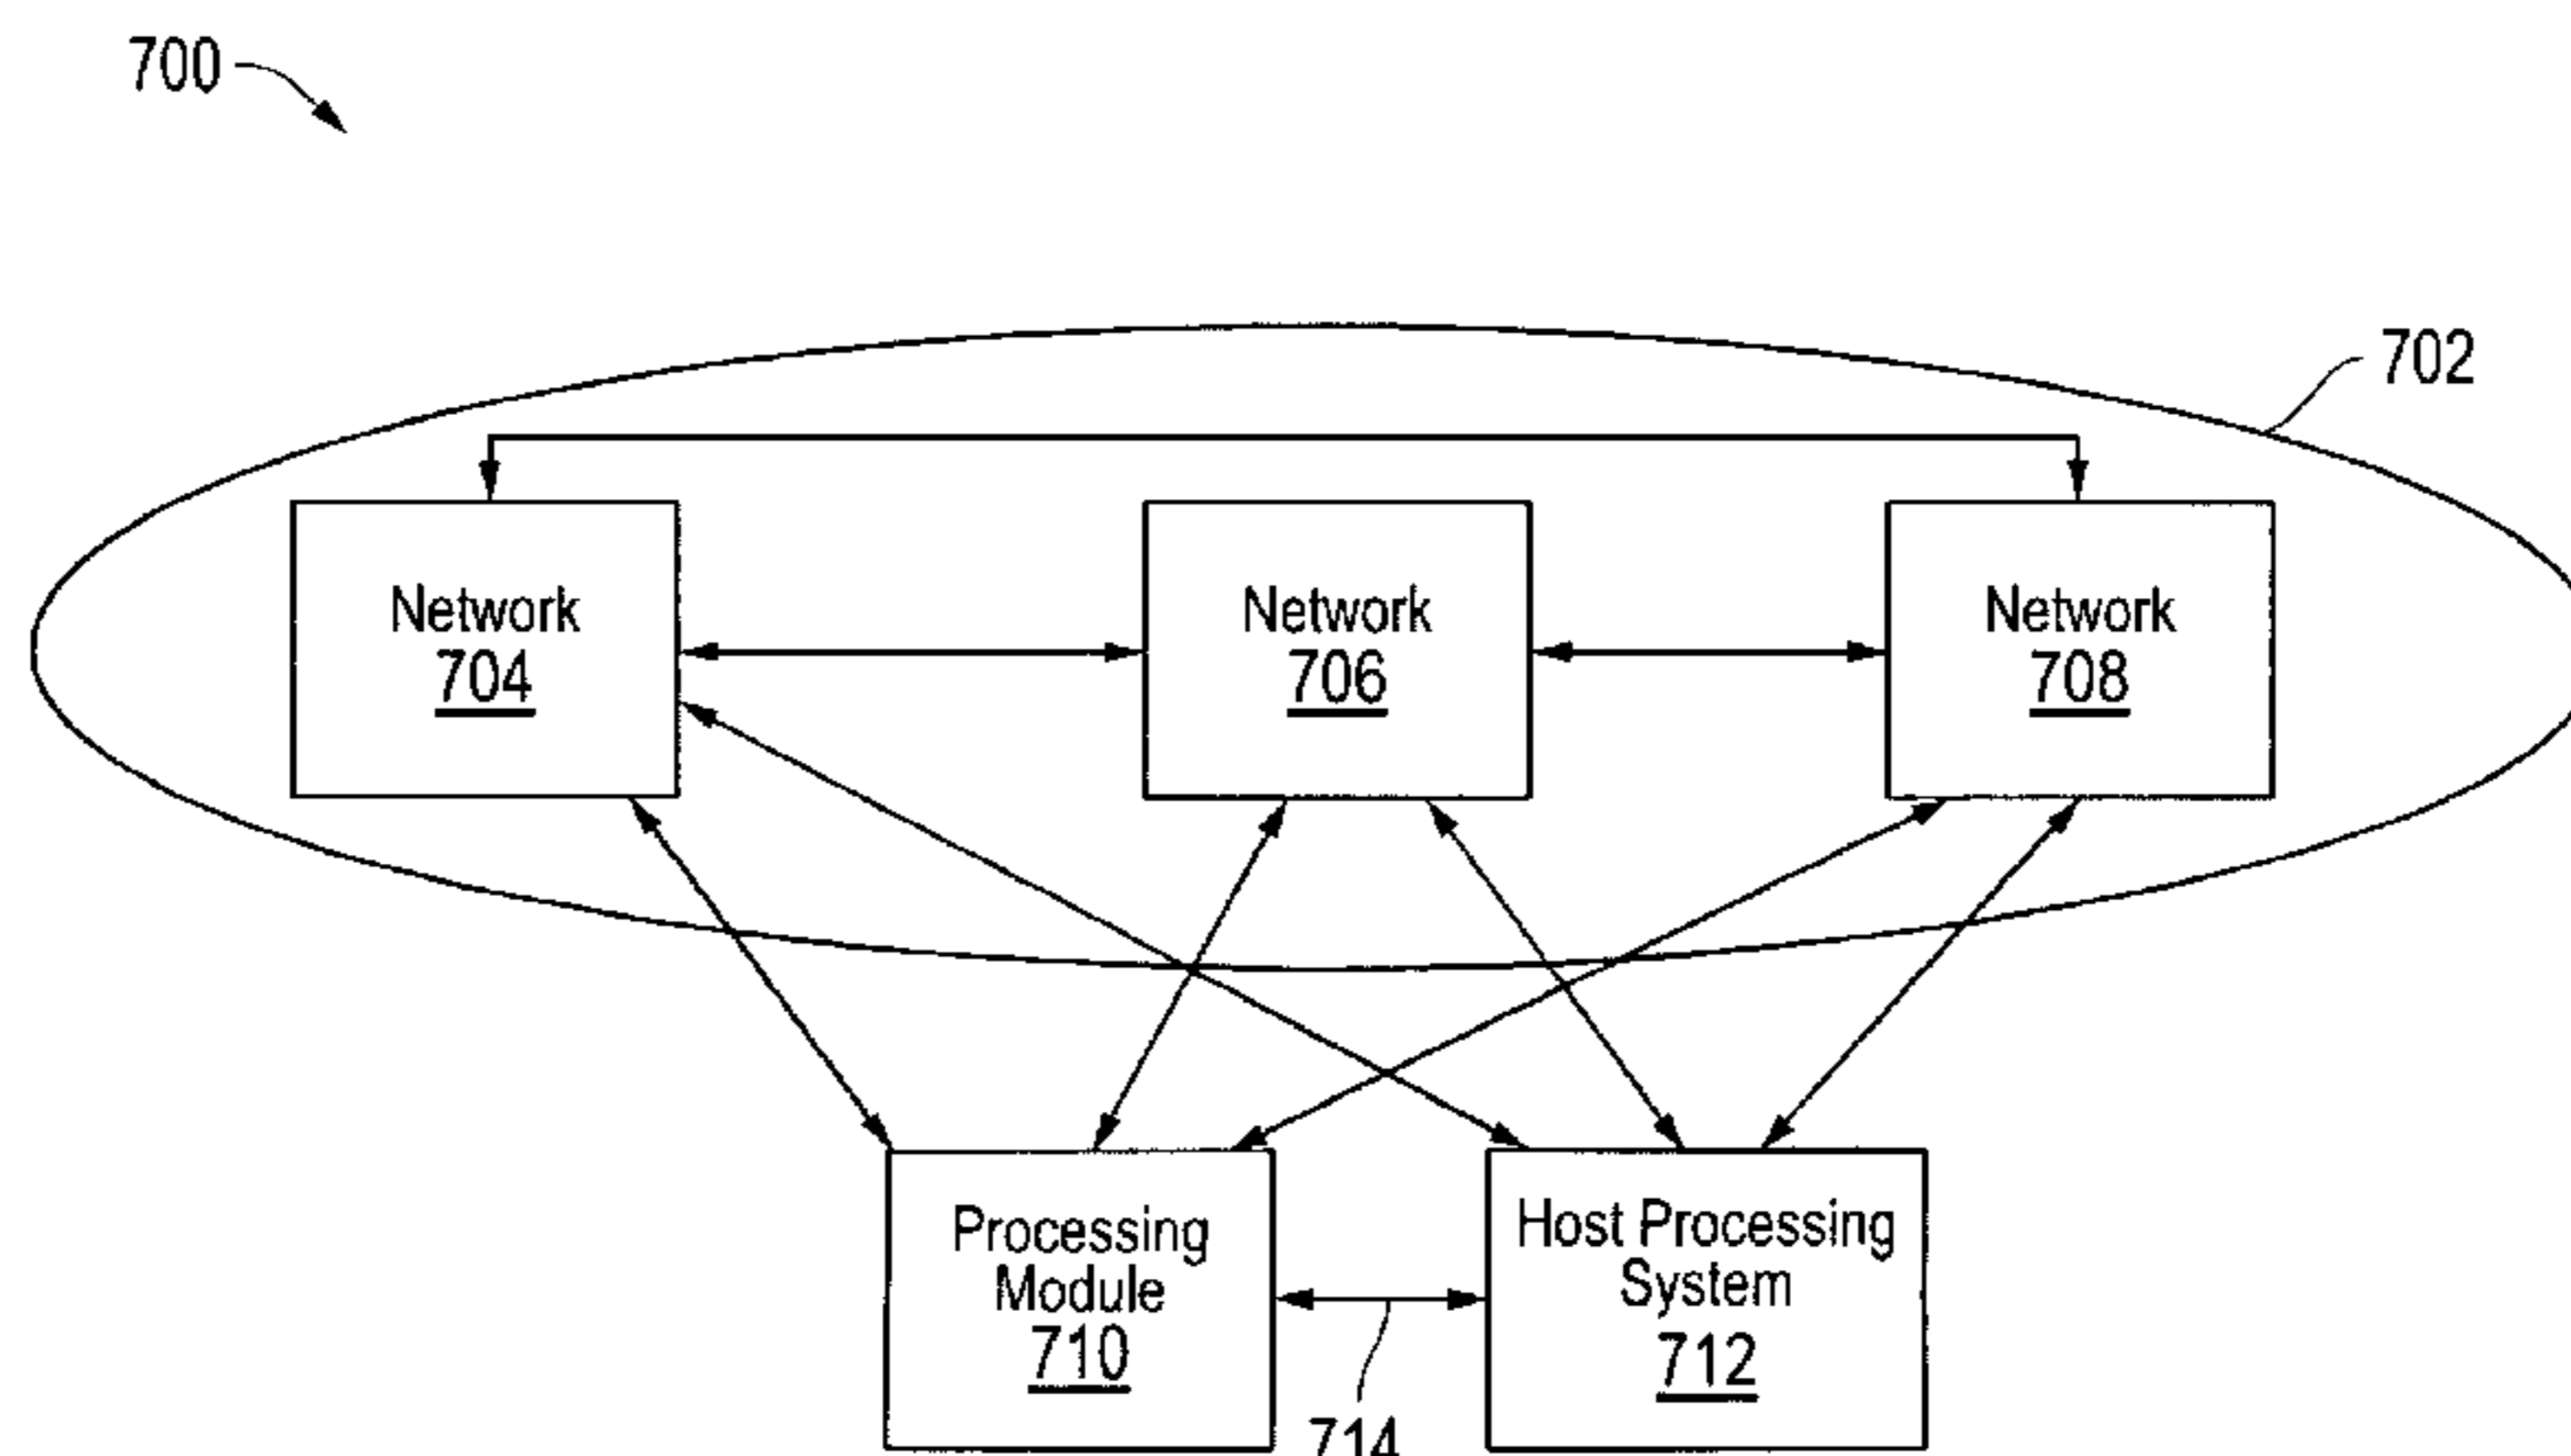 700
702
Network
704
Network
706
Network
708
Processing
Module
710
Host Processing
System
712
714